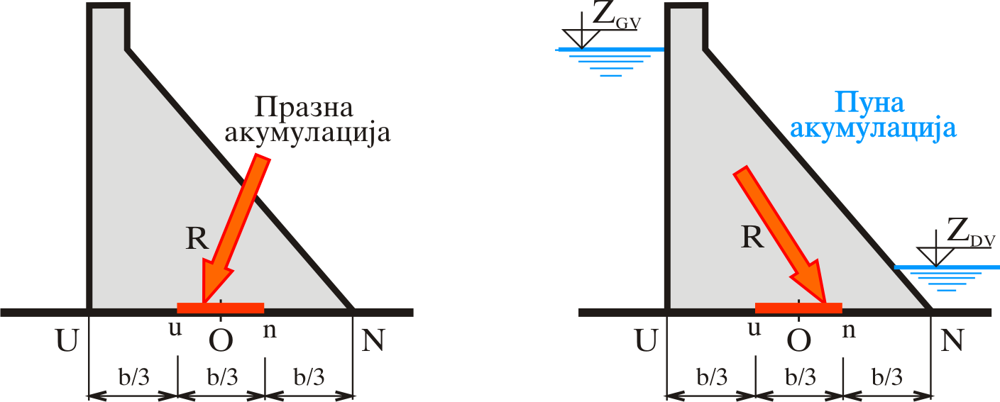 Празна
акумулација
R
U
u
O
n
N
b/3
b/3
b/3
Z_GV
Пуна
акумулација
R
Z_DV
U
u
O
n
N
b/3
b/3
b/3